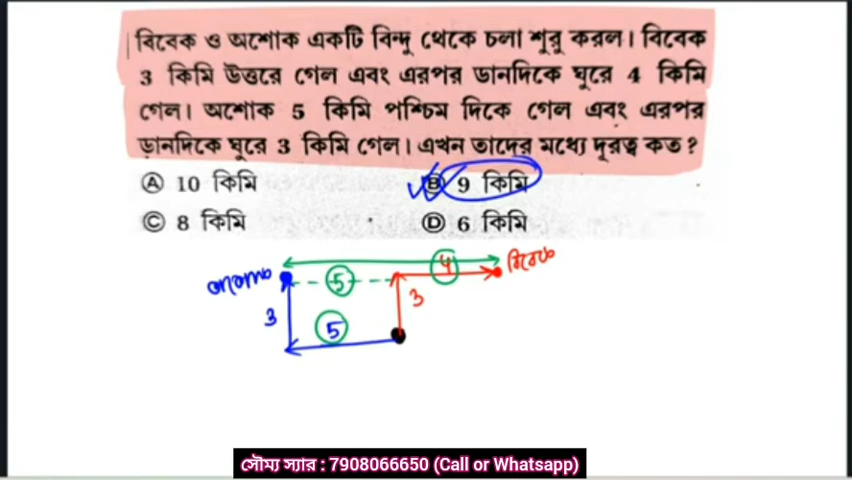 বিবেক ও অশোক একটি বিন্দু থেকে চলা শুরু করল। বিবেক
3 কিমি উত্তরে গেল এবং এরপর ডানদিকে ঘুরে 4 কিমি
গেল। অশোক 5 কিমি পশ্চিম দিকে গেল এবং এরপর
ডানদিকে ঘুরে 3 কিমি গেল। এখন তাদের মধ্যে দূরত্ব কত?
Ⓐ 10 কিমি Ⓑ 9 কিমি
Ⓒ 8 কিমি Ⓓ 6 কিমি
অশোক 5 4 বিবেক
3 5 3
সৌম্য স্যার : 7908066650 (Call or Whatsapp)